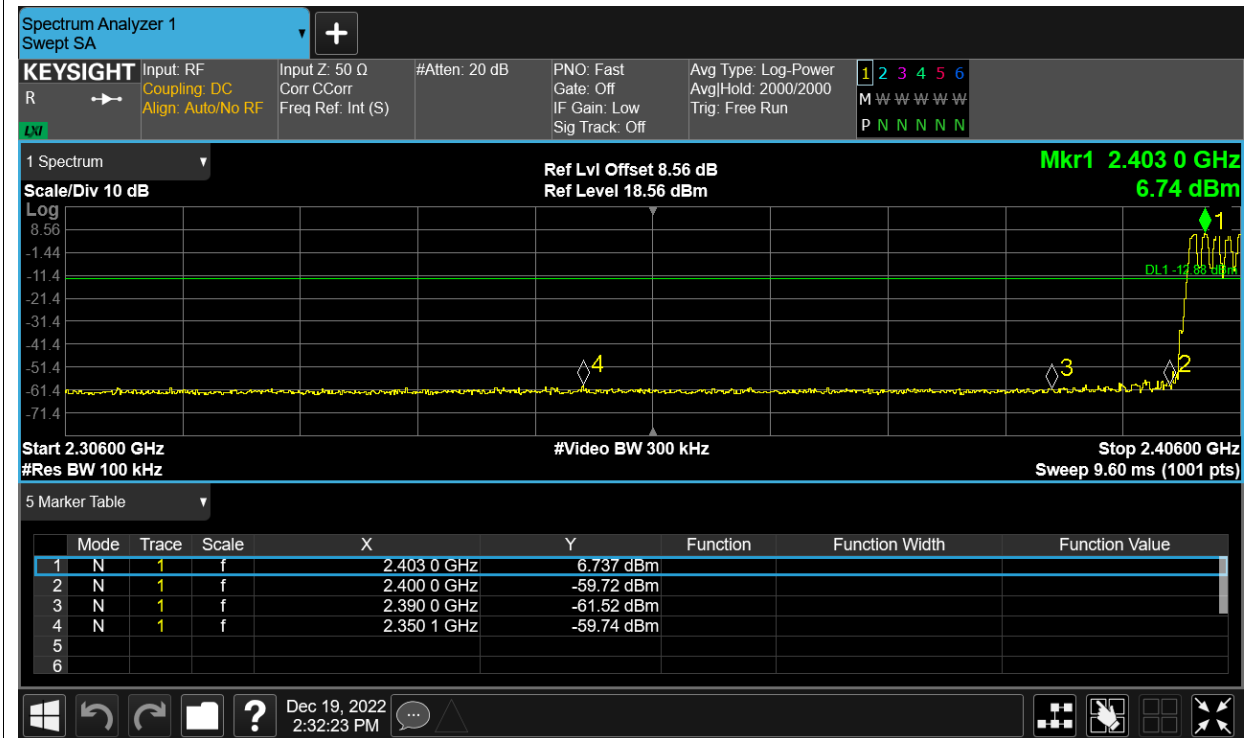 Spectrum Analyzer 1
Swept SA
+
KEYSIGHT
R
LXI
Input: RF
Coupling: DC
Align: Auto/No RF
Input Z: 50 Ω
Corr CCorr
Freq Ref: Int (S)
#Atten: 20 dB
PNO: Fast
Gate: Off
IF Gain: Low
Sig Track: Off
Avg Type: Log-Power
Avg|Hold: 2000/2000
Trig: Free Run
1 2 3 4 5 6
M W W W W W
P N N N N N
1 Spectrum
Scale/Div 10 dB
Ref Lvl Offset 8.56 dB
Ref Level 18.56 dBm
Mkr1 2.403 0 GHz
6.74 dBm
Log
8.56
-1.44
-11.4
-21.4
-31.4
-41.4
-51.4
-61.4
-71.4
1
DL1 -12.88 dBm
4
3
2
Start 2.30600 GHz
#Video BW 300 kHz
Stop 2.40600 GHz
#Res BW 100 kHz
Sweep 9.60 ms (1001 pts)
5 Marker Table
Mode Trace Scale X Y Function Function Width Function Value
1 N 1 f 2.403 0 GHz 6.737 dBm
2 N 1 f 2.400 0 GHz -59.72 dBm
3 N 1 f 2.390 0 GHz -61.52 dBm
4 N 1 f 2.350 1 GHz -59.74 dBm
5
6
?
Dec 19, 2022
2:32:23 PM